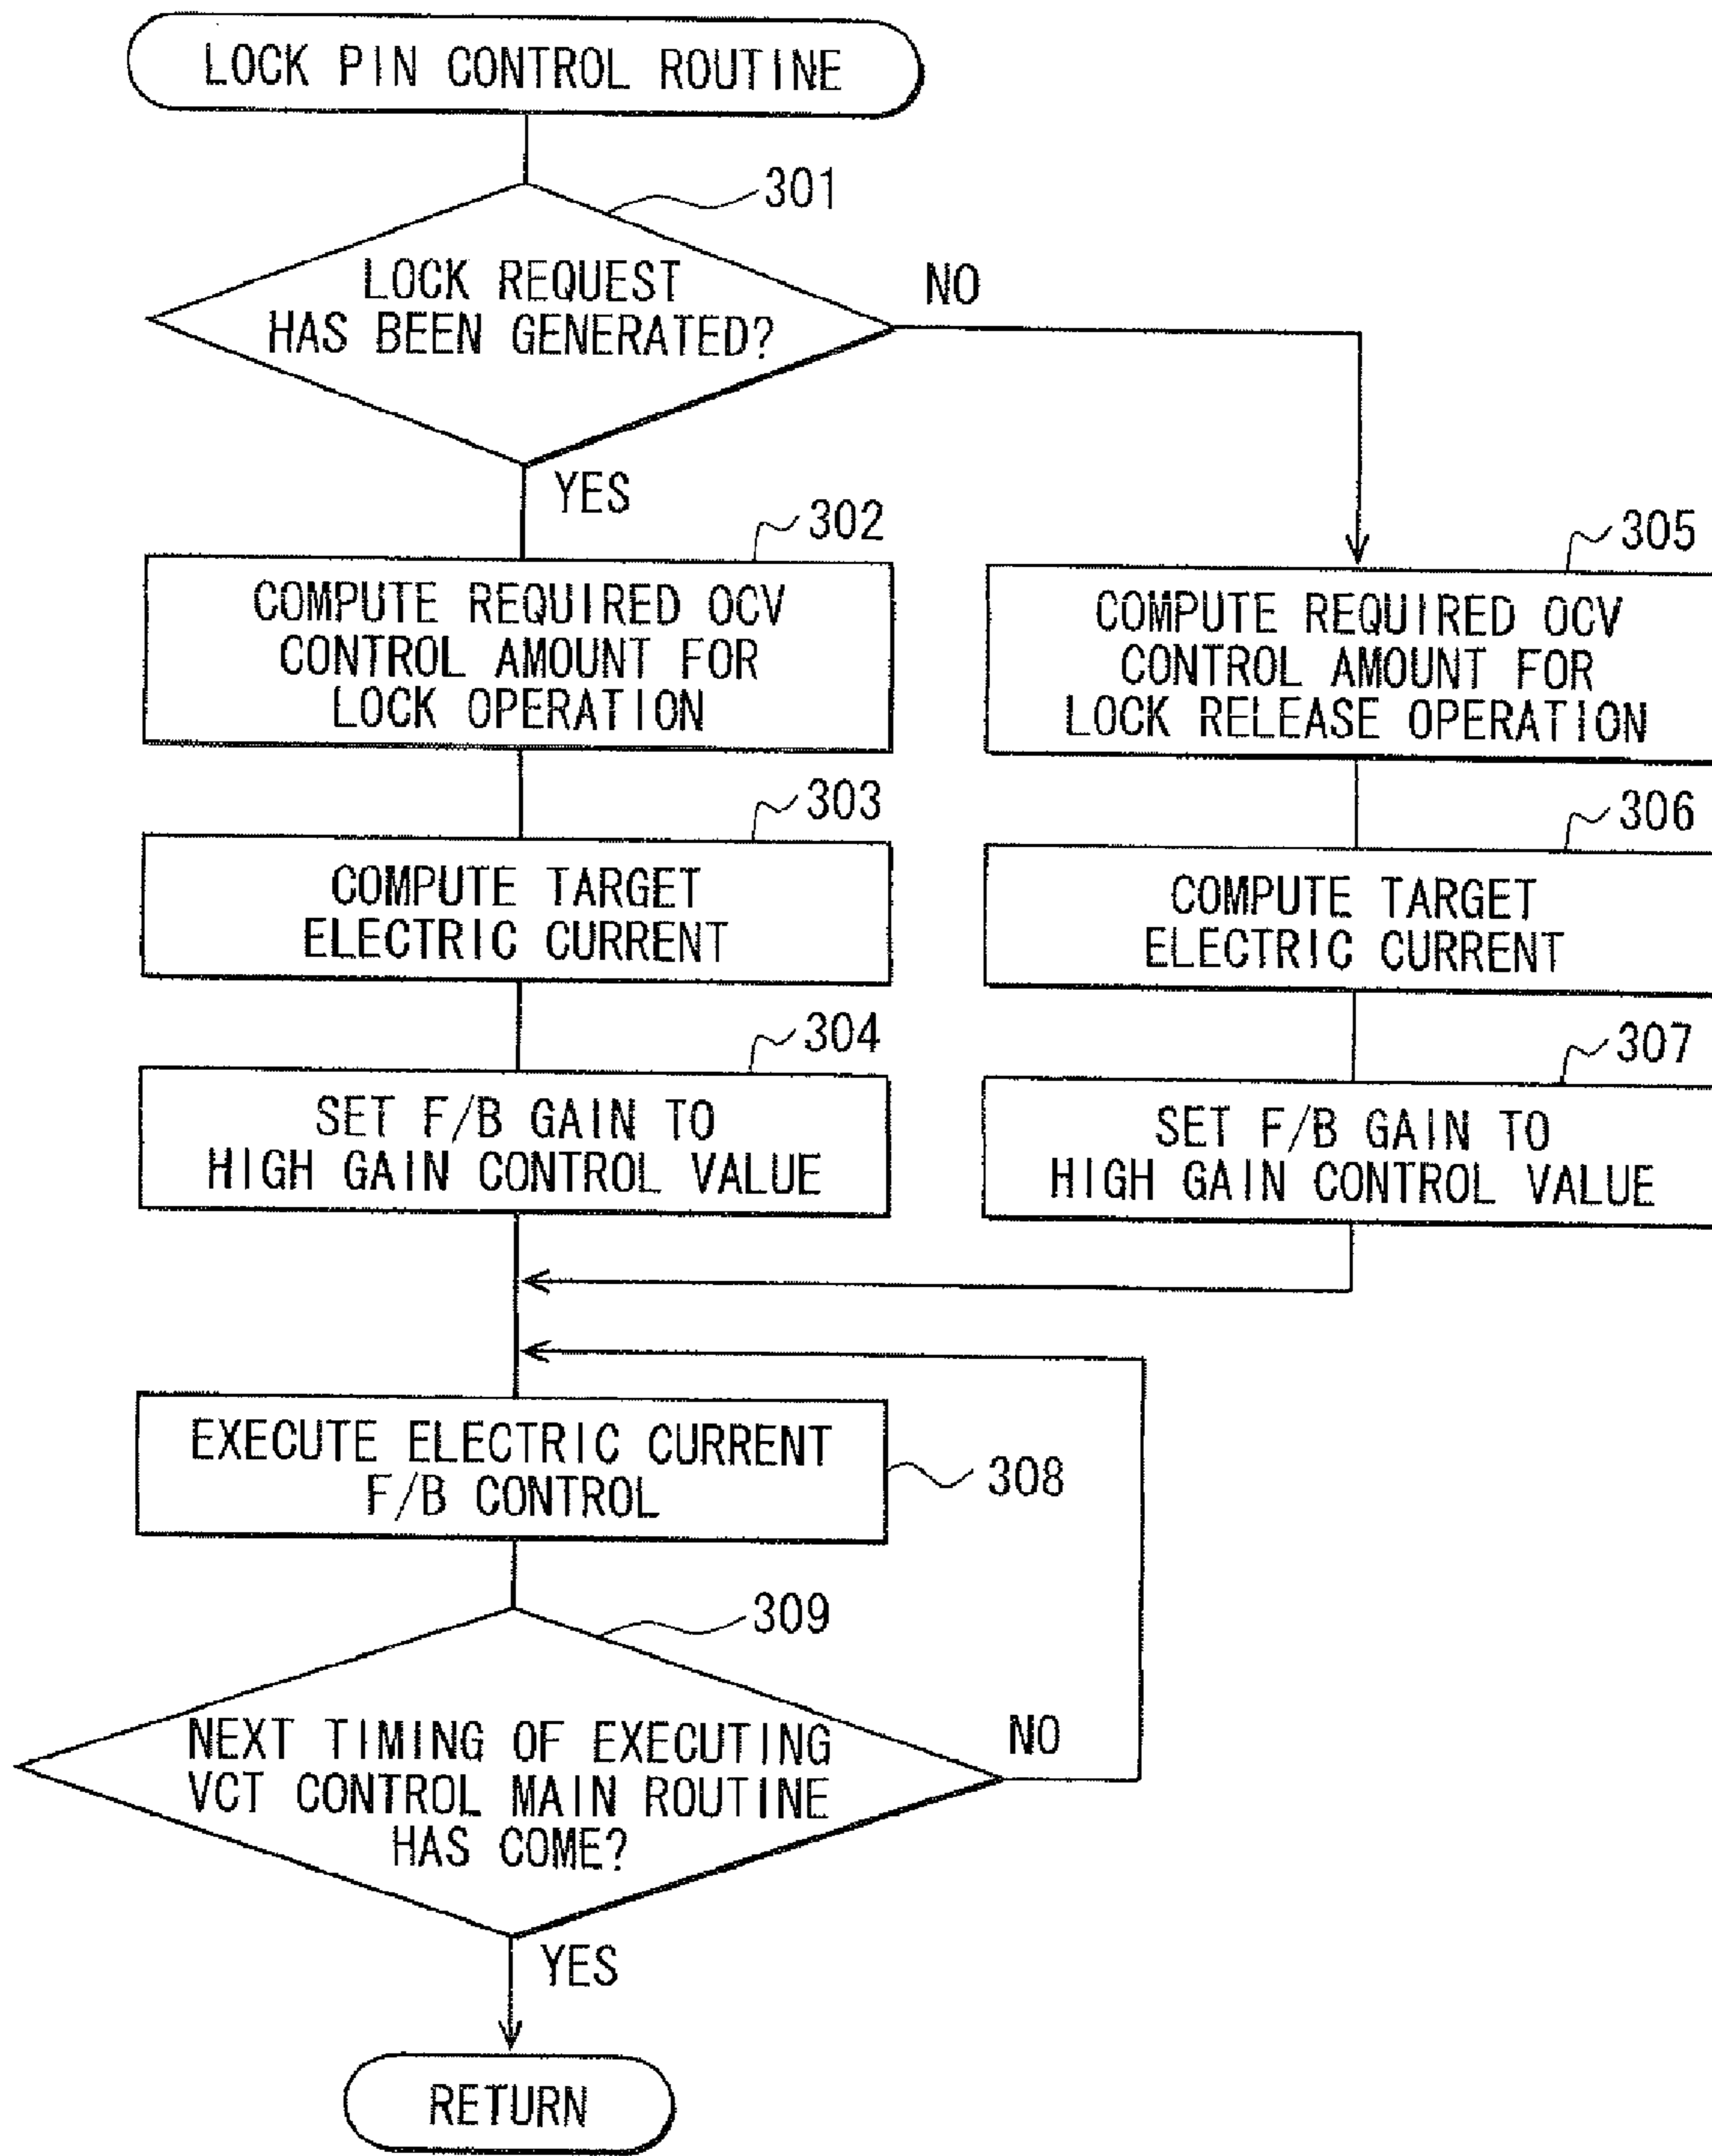 LOCK PIN CONTROL ROUTINE
301
LOCK REQUEST
HAS BEEN GENERATED?
NO
YES
302
COMPUTE REQUIRED OCV
CONTROL AMOUNT FOR
LOCK OPERATION
303
COMPUTE TARGET
ELECTRIC CURRENT
304
SET F/B GAIN TO
HIGH GAIN CONTROL VALUE
305
COMPUTE REQUIRED OCV
CONTROL AMOUNT FOR
LOCK RELEASE OPERATION
306
COMPUTE TARGET
ELECTRIC CURRENT
307
SET F/B GAIN TO
HIGH GAIN CONTROL VALUE
EXECUTE ELECTRIC CURRENT
F/B CONTROL
308
309
NEXT TIMING OF EXECUTING
VCT CONTROL MAIN ROUTINE
HAS COME?
NO
YES
RETURN